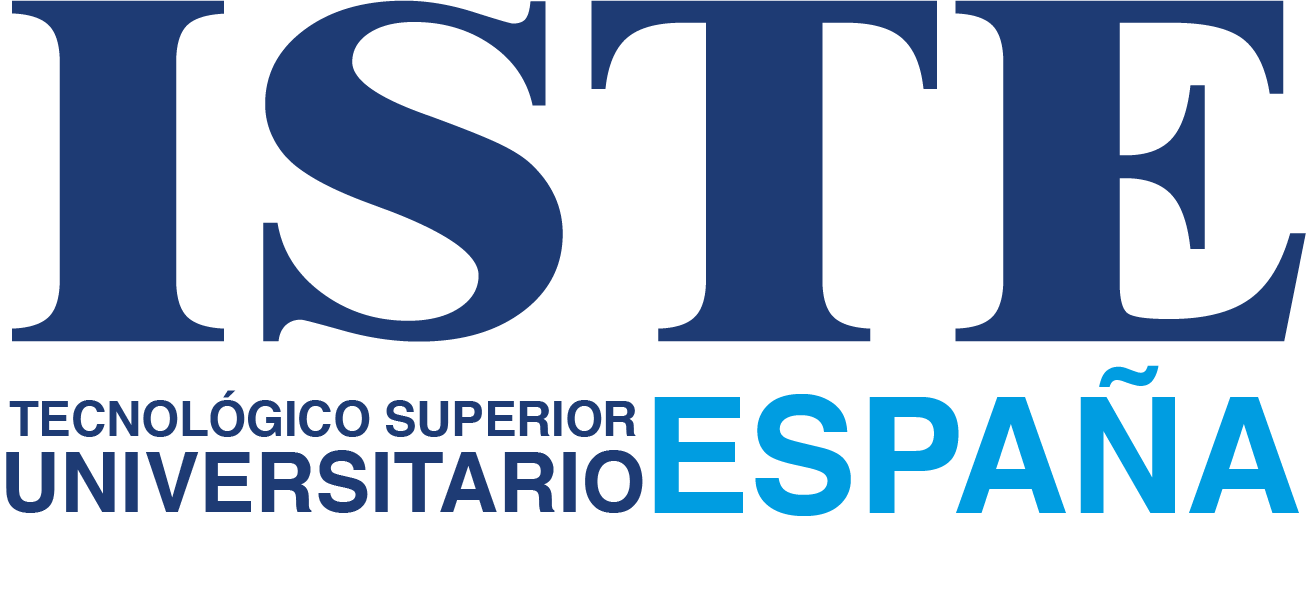 ISTE
TECNOLÓGICO SUPERIOR
UNIVERSITARIO ESPAÑA